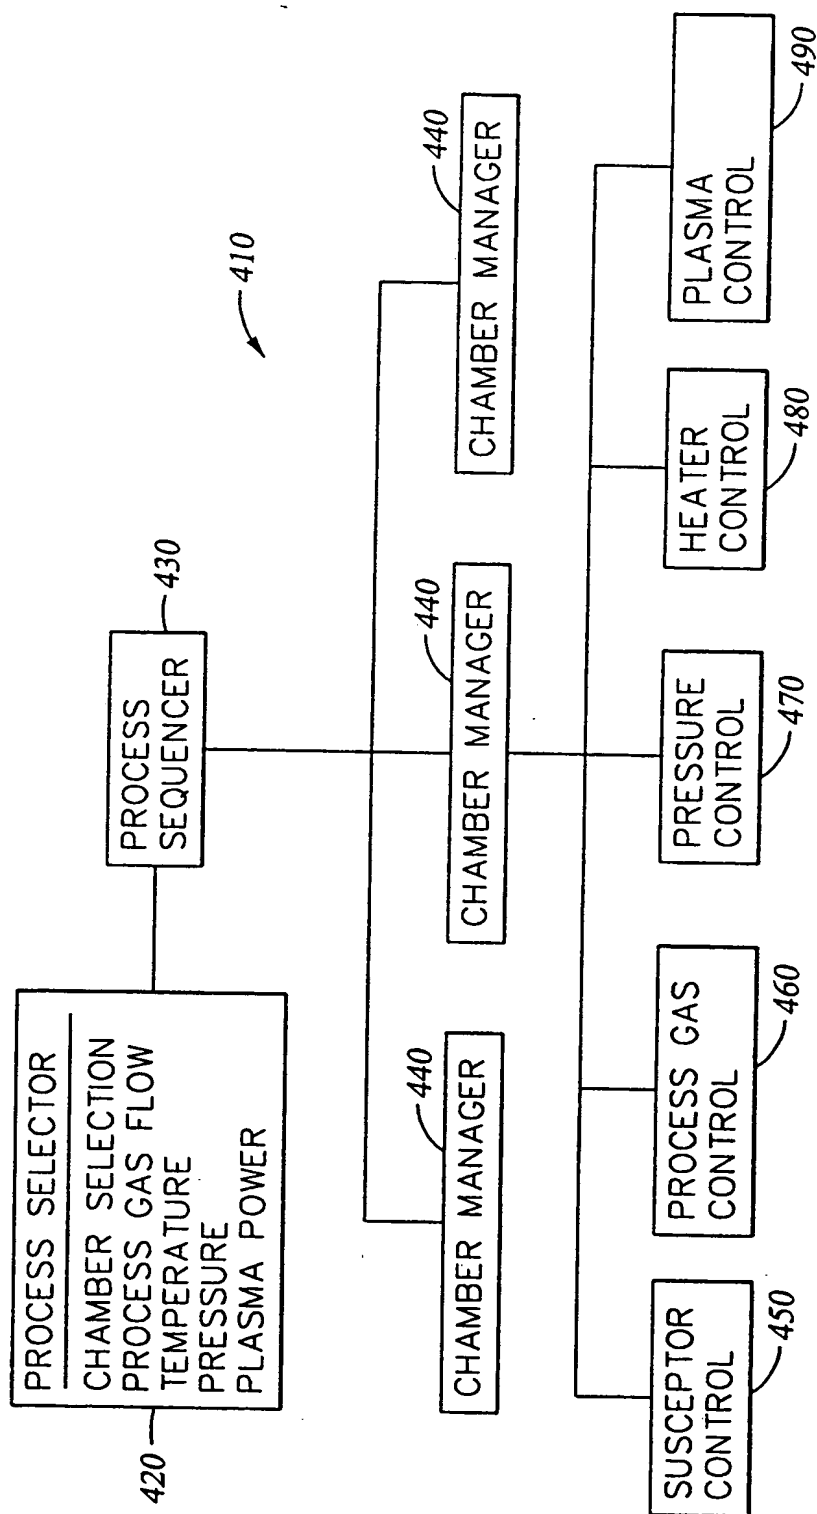 410
PROCESS SELECTOR
CHAMBER SELECTION
PROCESS GAS FLOW
TEMPERATURE
PRESSURE
PLASMA POWER
420
PROCESS
SEQUENCER
430
CHAMBER MANAGER
440
CHAMBER MANAGER
440
CHAMBER MANAGER
440
SUSCEPTOR
CONTROL
450
PROCESS GAS
CONTROL
460
PRESSURE
CONTROL
470
HEATER
CONTROL
480
PLASMA
CONTROL
490